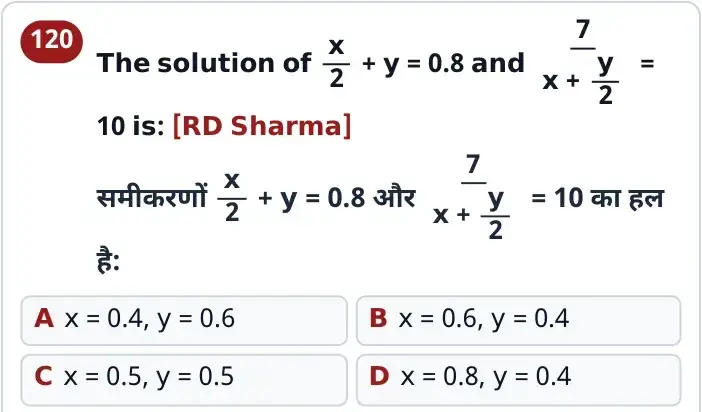 120
The solution of x/2 + y = 0.8 and 7/(x + y/2) =
10 is: [RD Sharma]
समीकरणों x/2 + y = 0.8 और 7/(x + y/2) = 10 का हल
है:
A x = 0.4, y = 0.6
B x = 0.6, y = 0.4
C x = 0.5, y = 0.5
D x = 0.8, y = 0.4